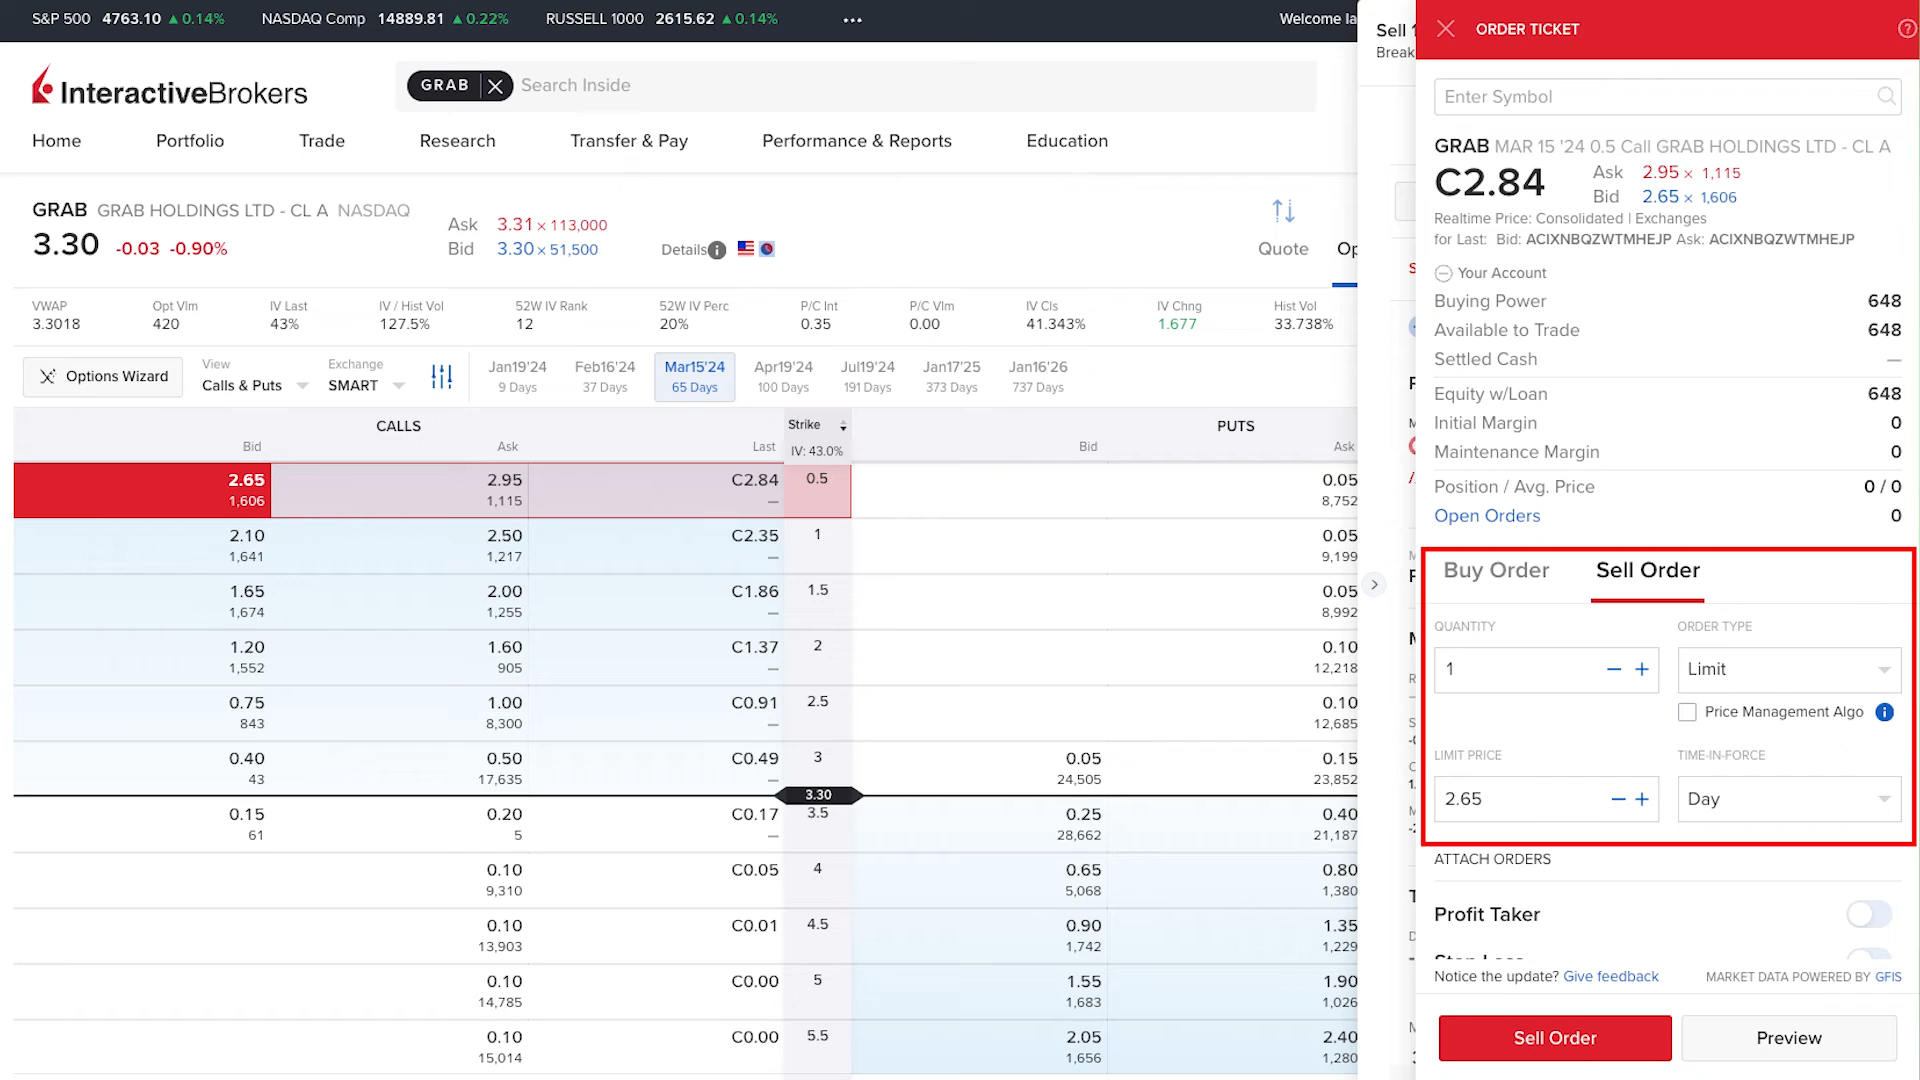 S&P 500 4763.10 ▲0.14% NASDAQ Comp 14889.81 ▲0.22% RUSSELL 1000 2615.62 ▲0.14% ••• Welcome
InteractiveBrokers
GRAB Search Inside
Home Portfolio Trade Research Transfer & Pay Performance & Reports Education
GRAB GRAB HOLDINGS LTD - CL A NASDAQ
3.30 -0.03 -0.90%
Ask 3.31 × 113,000
Bid 3.30 × 51,500
Details
Quote
VWAP Opt Vlm IV Last IV / Hist Vol 52W IV Rank 52W IV Perc P/C Int P/C Vlm IV Cls IV Chng Hist Vol
3.3018 420 43% 127.5% 12 20% 0.35 0.00 41.343% 1.677 33.738%
Options Wizard
View
Calls & Puts
Exchange
SMART
Jan19'24 Feb16'24 Mar15'24 Apr19'24 Jul19'24 Jan17'25 Jan16'26
9 Days 37 Days 65 Days 100 Days 191 Days 373 Days 737 Days
CALLS Strike PUTS
Bid Ask Last IV: 43.0% Bid Ask
2.65 2.95 C2.84 0.5 0.05
1,606 1,115 — 8,752
2.10 2.50 C2.35 1 0.05
1,641 1,217 — 9,199
1.65 2.00 C1.86 1.5 0.05
1,674 1,255 — 8,992
1.20 1.60 C1.37 2 0.10
1,552 905 — 12,218
0.75 1.00 C0.91 2.5 0.10
843 8,300 — 12,685
0.40 0.50 C0.49 3 0.05 0.15
43 17,635 — 24,505 23,852
3.30
0.15 0.20 C0.17 3.5 0.25 0.40
61 5 — 28,662 21,187
0.10 C0.05 4 0.65 0.80
9,310 5,068 1,380
0.10 C0.01 4.5 0.90 1.35
13,903 1,742 1,229
0.10 C0.00 5 1.55 1.90
14,785 1,683 1,026
0.10 C0.00 5.5 2.05 2.40
15,014 1,656 1,280
Sell
Break
ORDER TICKET
Enter Symbol
GRAB MAR 15 '24 0.5 Call GRAB HOLDINGS LTD - CL A
C2.84
Ask 2.95 × 1,115
Bid 2.65 × 1,606
Realtime Price: Consolidated | Exchanges
for Last: Bid: ACIXNBQZWTMHEJP Ask: ACIXNBQZWTMHEJP
Your Account
Buying Power 648
Available to Trade 648
Settled Cash —
Equity w/Loan 648
Initial Margin 0
Maintenance Margin 0
Position / Avg. Price 0 / 0
Open Orders 0
Buy Order Sell Order
QUANTITY ORDER TYPE
1 − + Limit
Price Management Algo
LIMIT PRICE TIME-IN-FORCE
2.65 − + Day
ATTACH ORDERS
Profit Taker
Notice the update? Give feedback MARKET DATA POWERED BY GFIS
Sell Order Preview